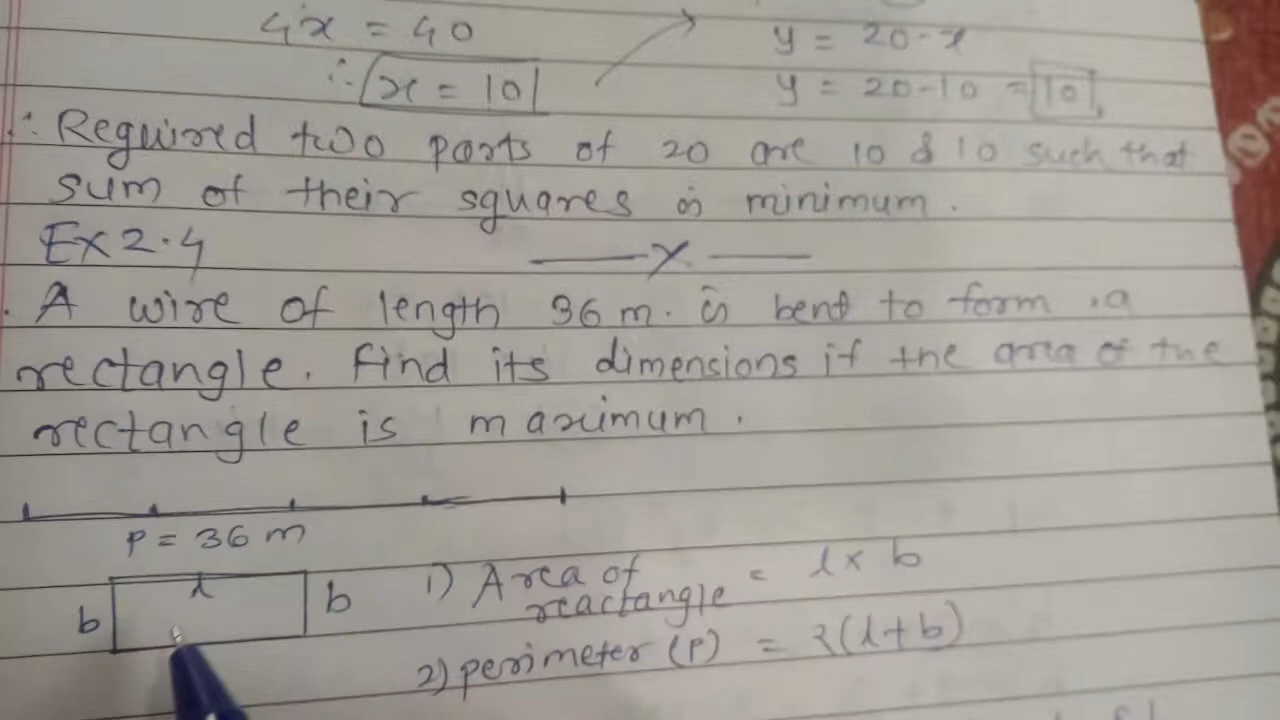 4x = 40
y = 20-x
∴ x = 10
y = 20-10 = 10.
∴ Required two parts of 20 are 10 & 10 such that
sum of their squares is minimum.
Ex 2.4
— x —
A wire of length 36 m. is bent to form a
rectangle. Find its dimensions if the area of the
rectangle is maximum.
P = 36 m
l
b
b
1) Area of reactangle = l x b
2) perimeter (P) = 2(l+b)